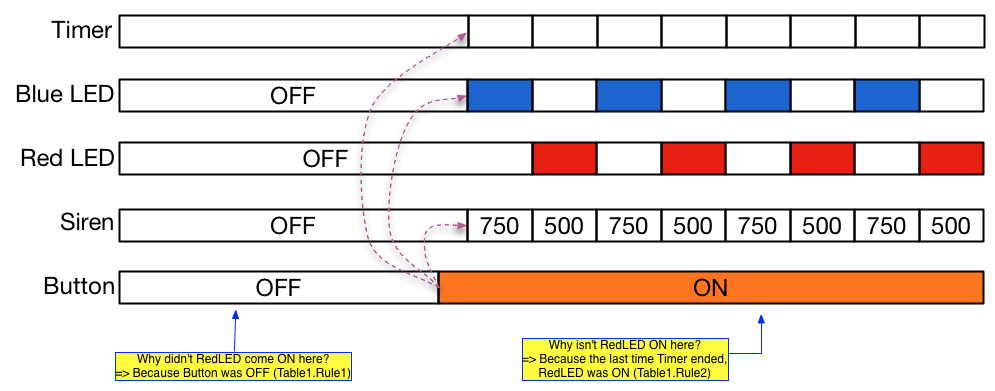 Timer
Blue LED OFF
Red LED OFF
Siren OFF 750 500 750 500 750 500 750 500
Button OFF ON
Why didn't RedLED come ON here?
=> Because Button was OFF (Table1.Rule1)
Why isn't RedLED ON here?
=> Because the last time Timer ended,
RedLED was ON (Table1.Rule2)